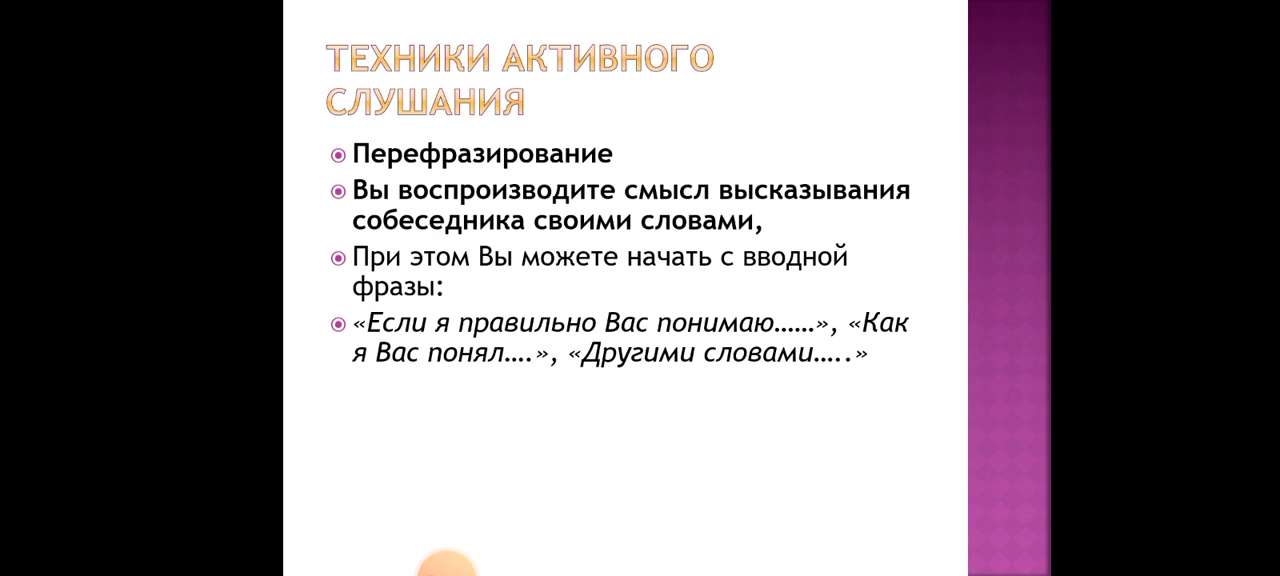 ТЕХНИКИ АКТИВНОГО
СЛУШАНИЯ
Перефразирование
Вы воспроизводите смысл высказывания
собеседника своими словами,
При этом Вы можете начать с вводной
фразы:
«Если я правильно Вас понимаю……», «Как
я Вас понял….», «Другими словами…..»